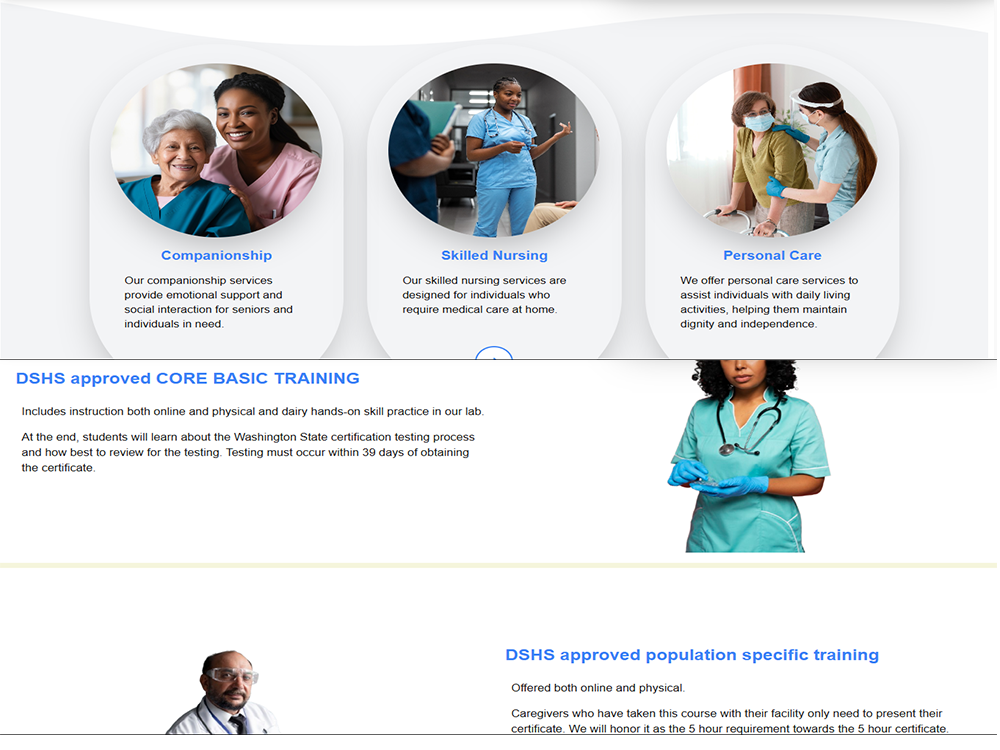 Companionship
Our companionship services
provide emotional support and
social interaction for seniors and
individuals in need.
Skilled Nursing
Our skilled nursing services are
designed for individuals who
require medical care at home.
Personal Care
We offer personal care services to
assist individuals with daily living
activities, helping them maintain
dignity and independence.
DSHS approved CORE BASIC TRAINING
Includes instruction both online and physical and dairy hands-on skill practice in our lab.
At the end, students will learn about the Washington State certification testing process
and how best to review for the testing. Testing must occur within 39 days of obtaining
the certificate.
DSHS approved population specific training
Offered both online and physical.
Caregivers who have taken this course with their facility only need to present their
certificate. We will honor it as the 5 hour requirement towards the 5 hour certificate.